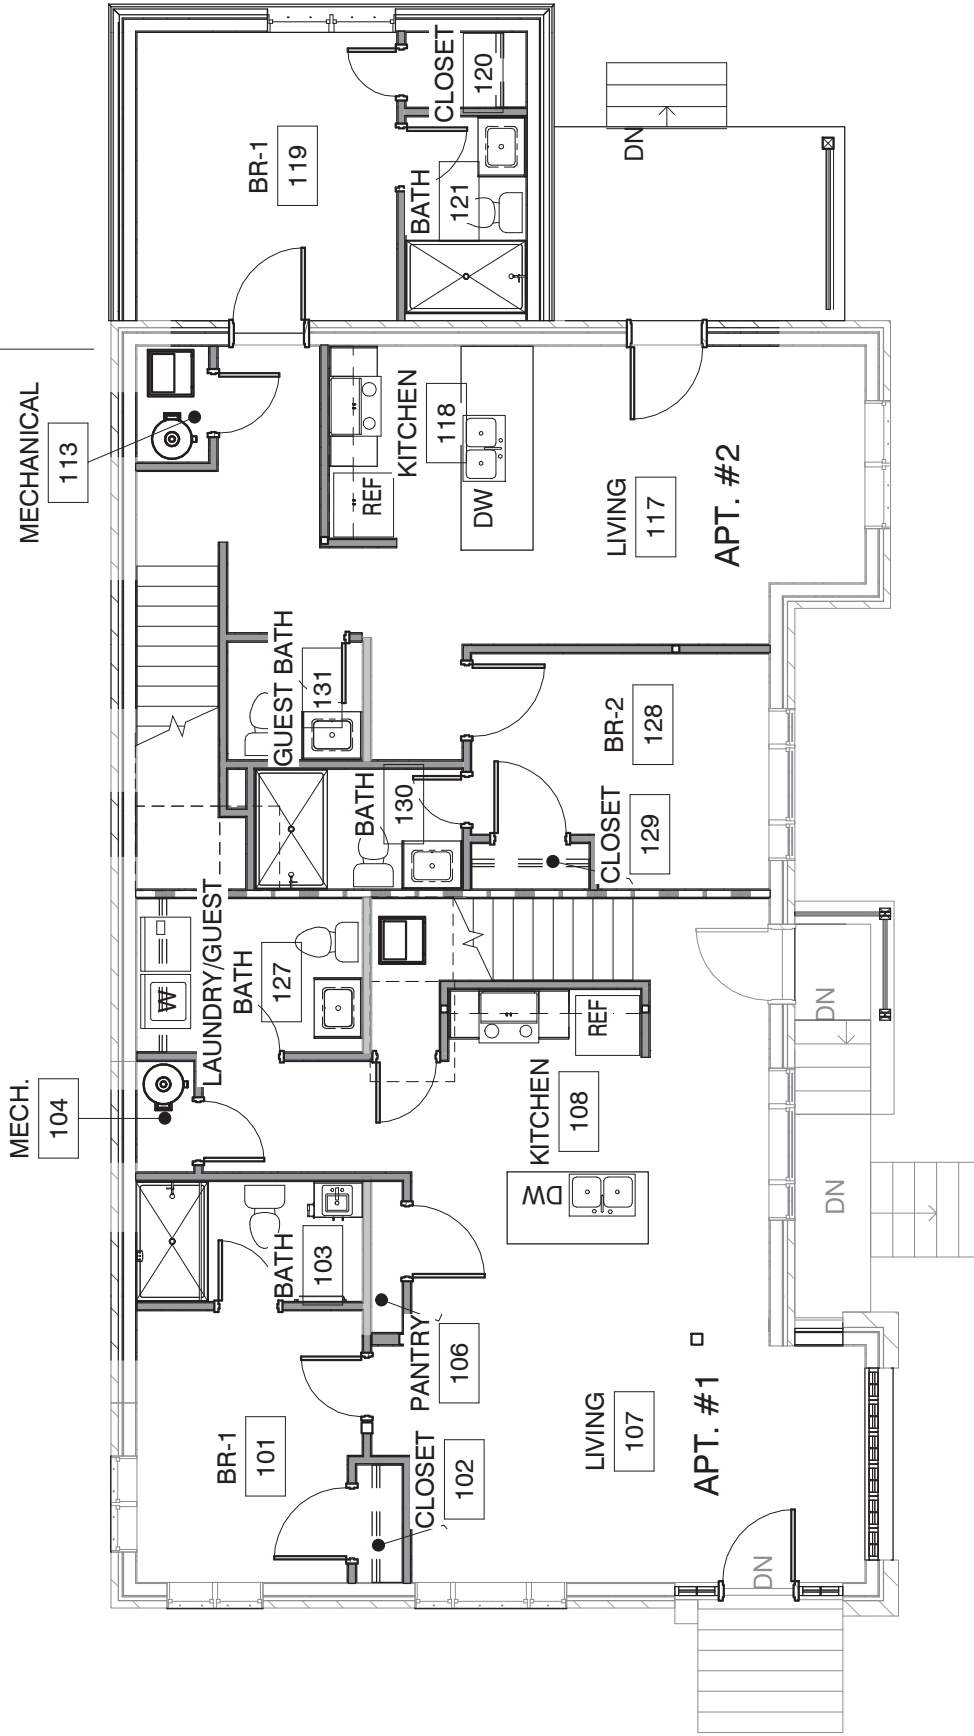 MECH.
104
BR-1
101
BATH
103
CLOSET
102
PANTRY
106
LIVING
107
APT. #1
DN
KITCHEN
108
DW
REF
LAUNDRY/GUEST
BATH
127
W
DN
DN
MECHANICAL
113
GUEST BATH
131
BATH
130
BR-2
128
CLOSET
129
KITCHEN
118
REF
DW
LIVING
117
APT. #2
BR-1
119
BATH
121
CLOSET
120
DN